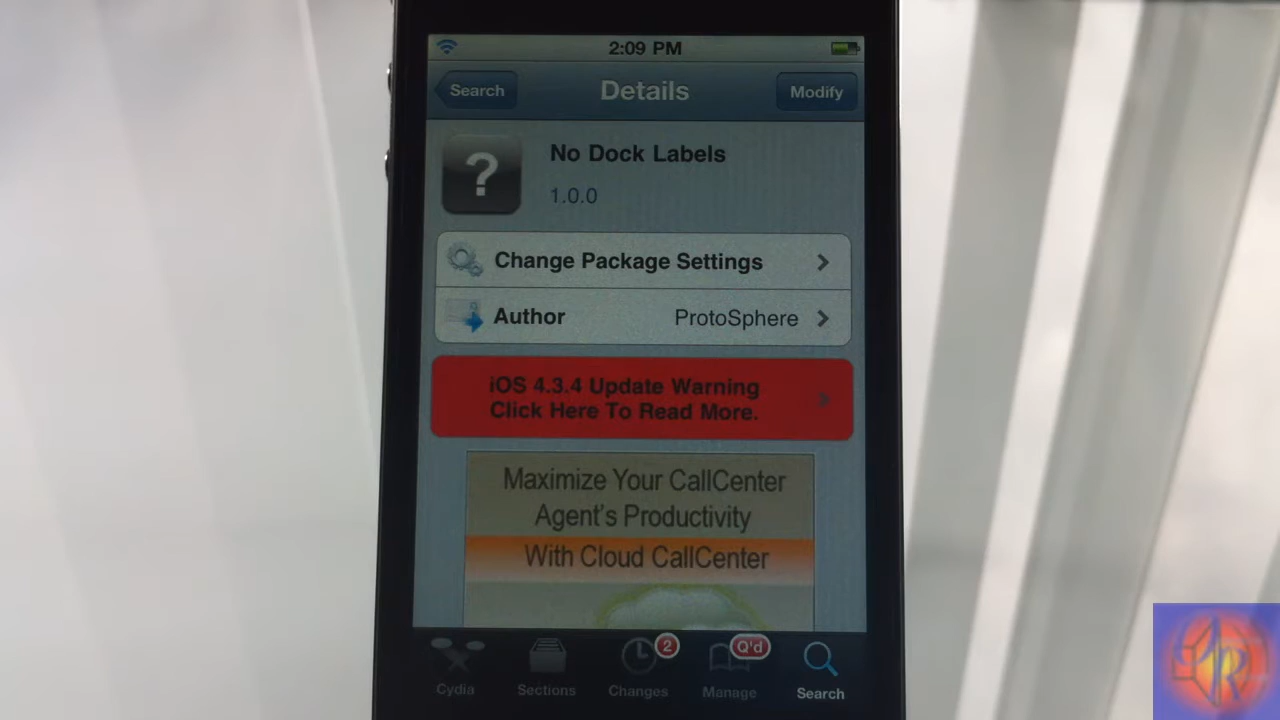 2:09 PM
Search
Details
Modify
?
No Dock Labels
1.0.0
Change Package Settings
Author
ProtoSphere
iOS 4.3.4 Update Warning
Click Here To Read More.
Maximize Your CallCenter
Agent's Productivity
With Cloud CallCenter
2
Q'd
Cydia
Sections
Changes
Manage
Search
R